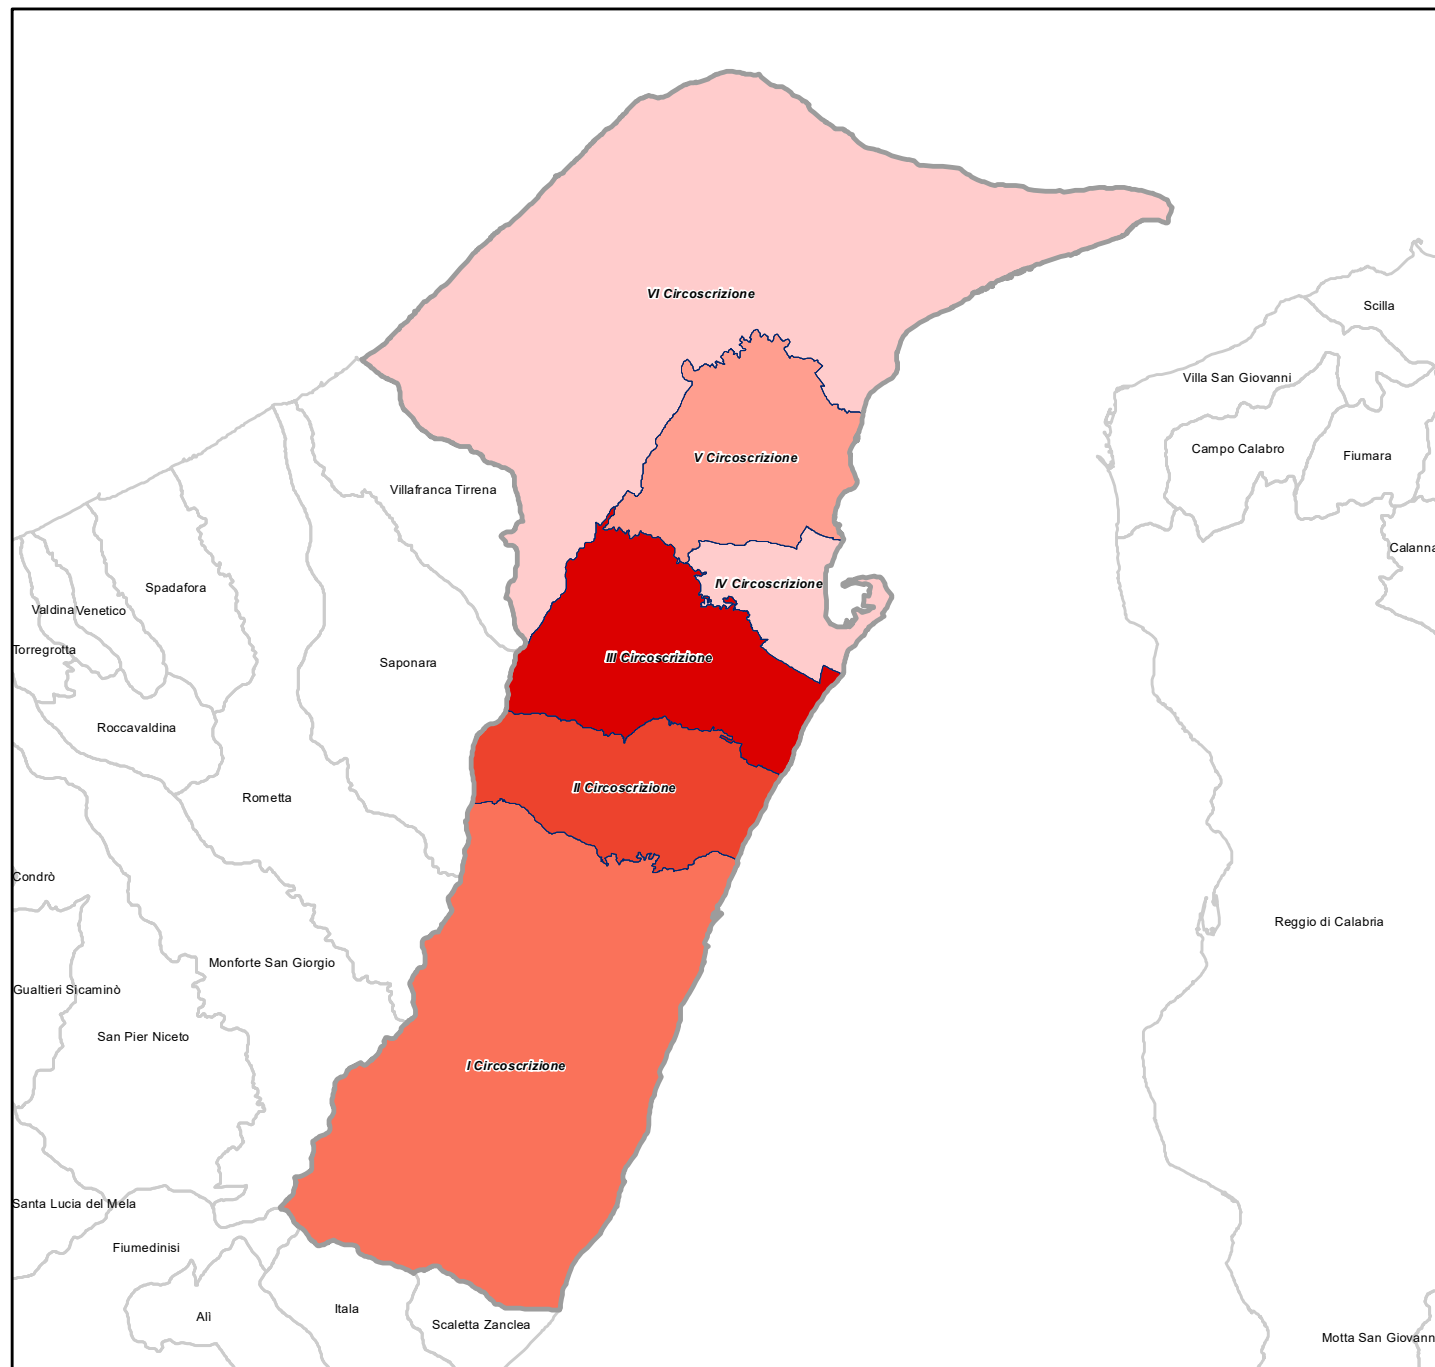 VI Circoscrizione
Scilla
Villa San Giovanni
V Circoscrizione
Campo Calabro
Fiumara
Villafranca Tirrena
Calanna
IV Circoscrizione
Spadafora
Valdina
Venetico
Torregrotta
III Circoscrizione
Saponara
Roccavaldina
II Circoscrizione
Rometta
Condrò
Reggio di Calabria
Monforte San Giorgio
Gualtieri Sicaminò
San Pier Niceto
I Circoscrizione
Santa Lucia del Mela
Fiumedinisi
Itala
Alì
Scaletta Zanclea
Motta San Giovann